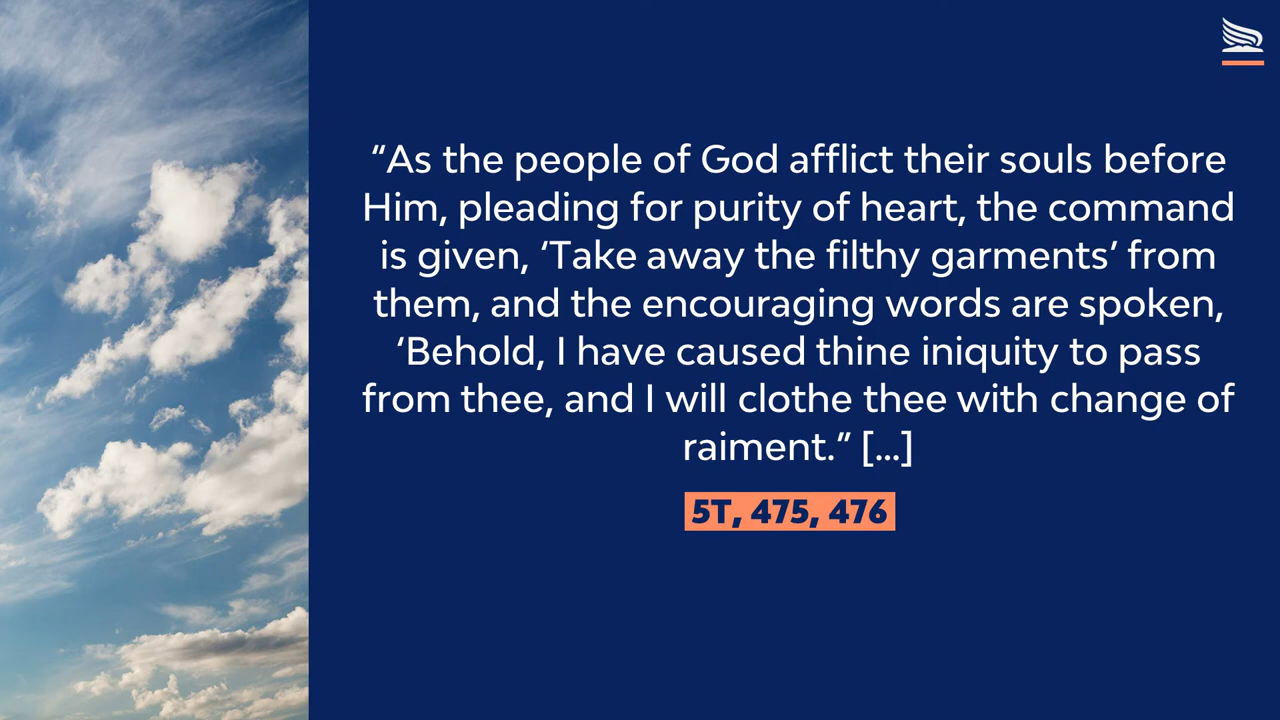 “As the people of God afflict their souls before
Him, pleading for purity of heart, the command
is given, ‘Take away the filthy garments’ from
them, and the encouraging words are spoken,
‘Behold, I have caused thine iniquity to pass
from thee, and I will clothe thee with change of
raiment.” [...]
5T, 475, 476